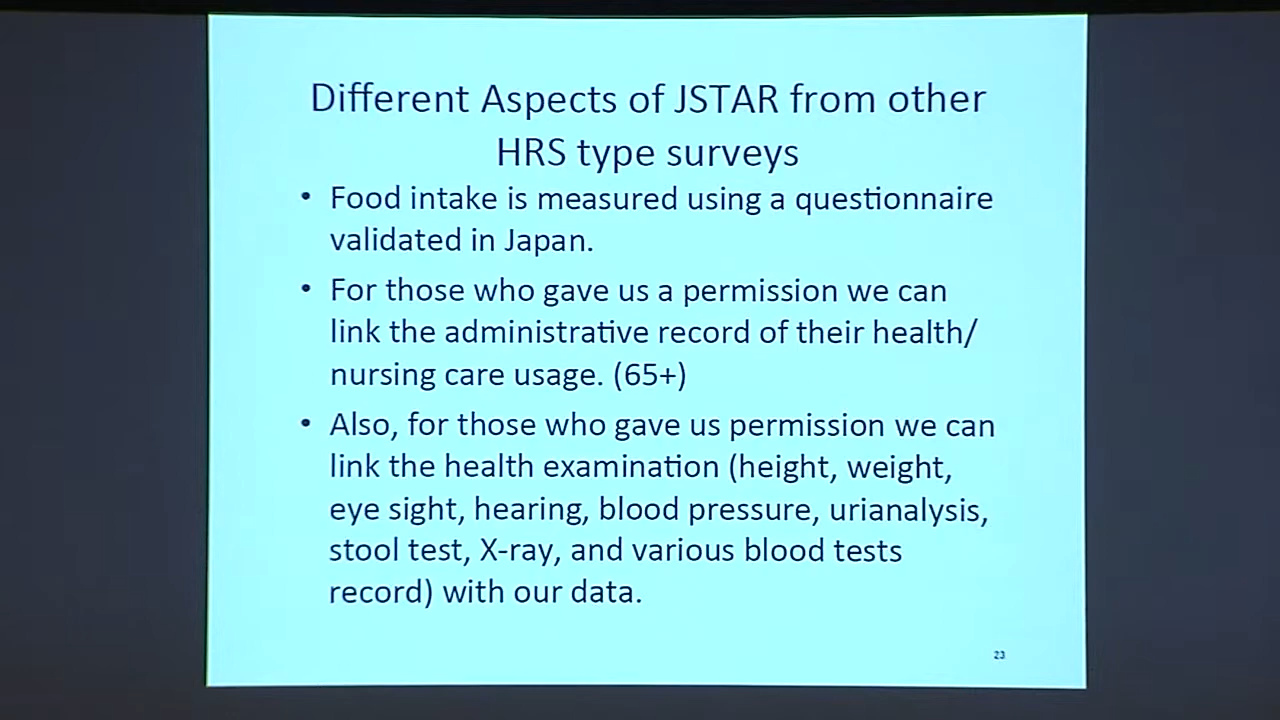 Different Aspects of JSTAR from other
HRS type surveys
• Food intake is measured using a questionnaire
validated in Japan.
• For those who gave us a permission we can
link the administrative record of their health/
nursing care usage. (65+)
• Also, for those who gave us permission we can
link the health examination (height, weight,
eye sight, hearing, blood pressure, urianalysis,
stool test, X-ray, and various blood tests
record) with our data.
23